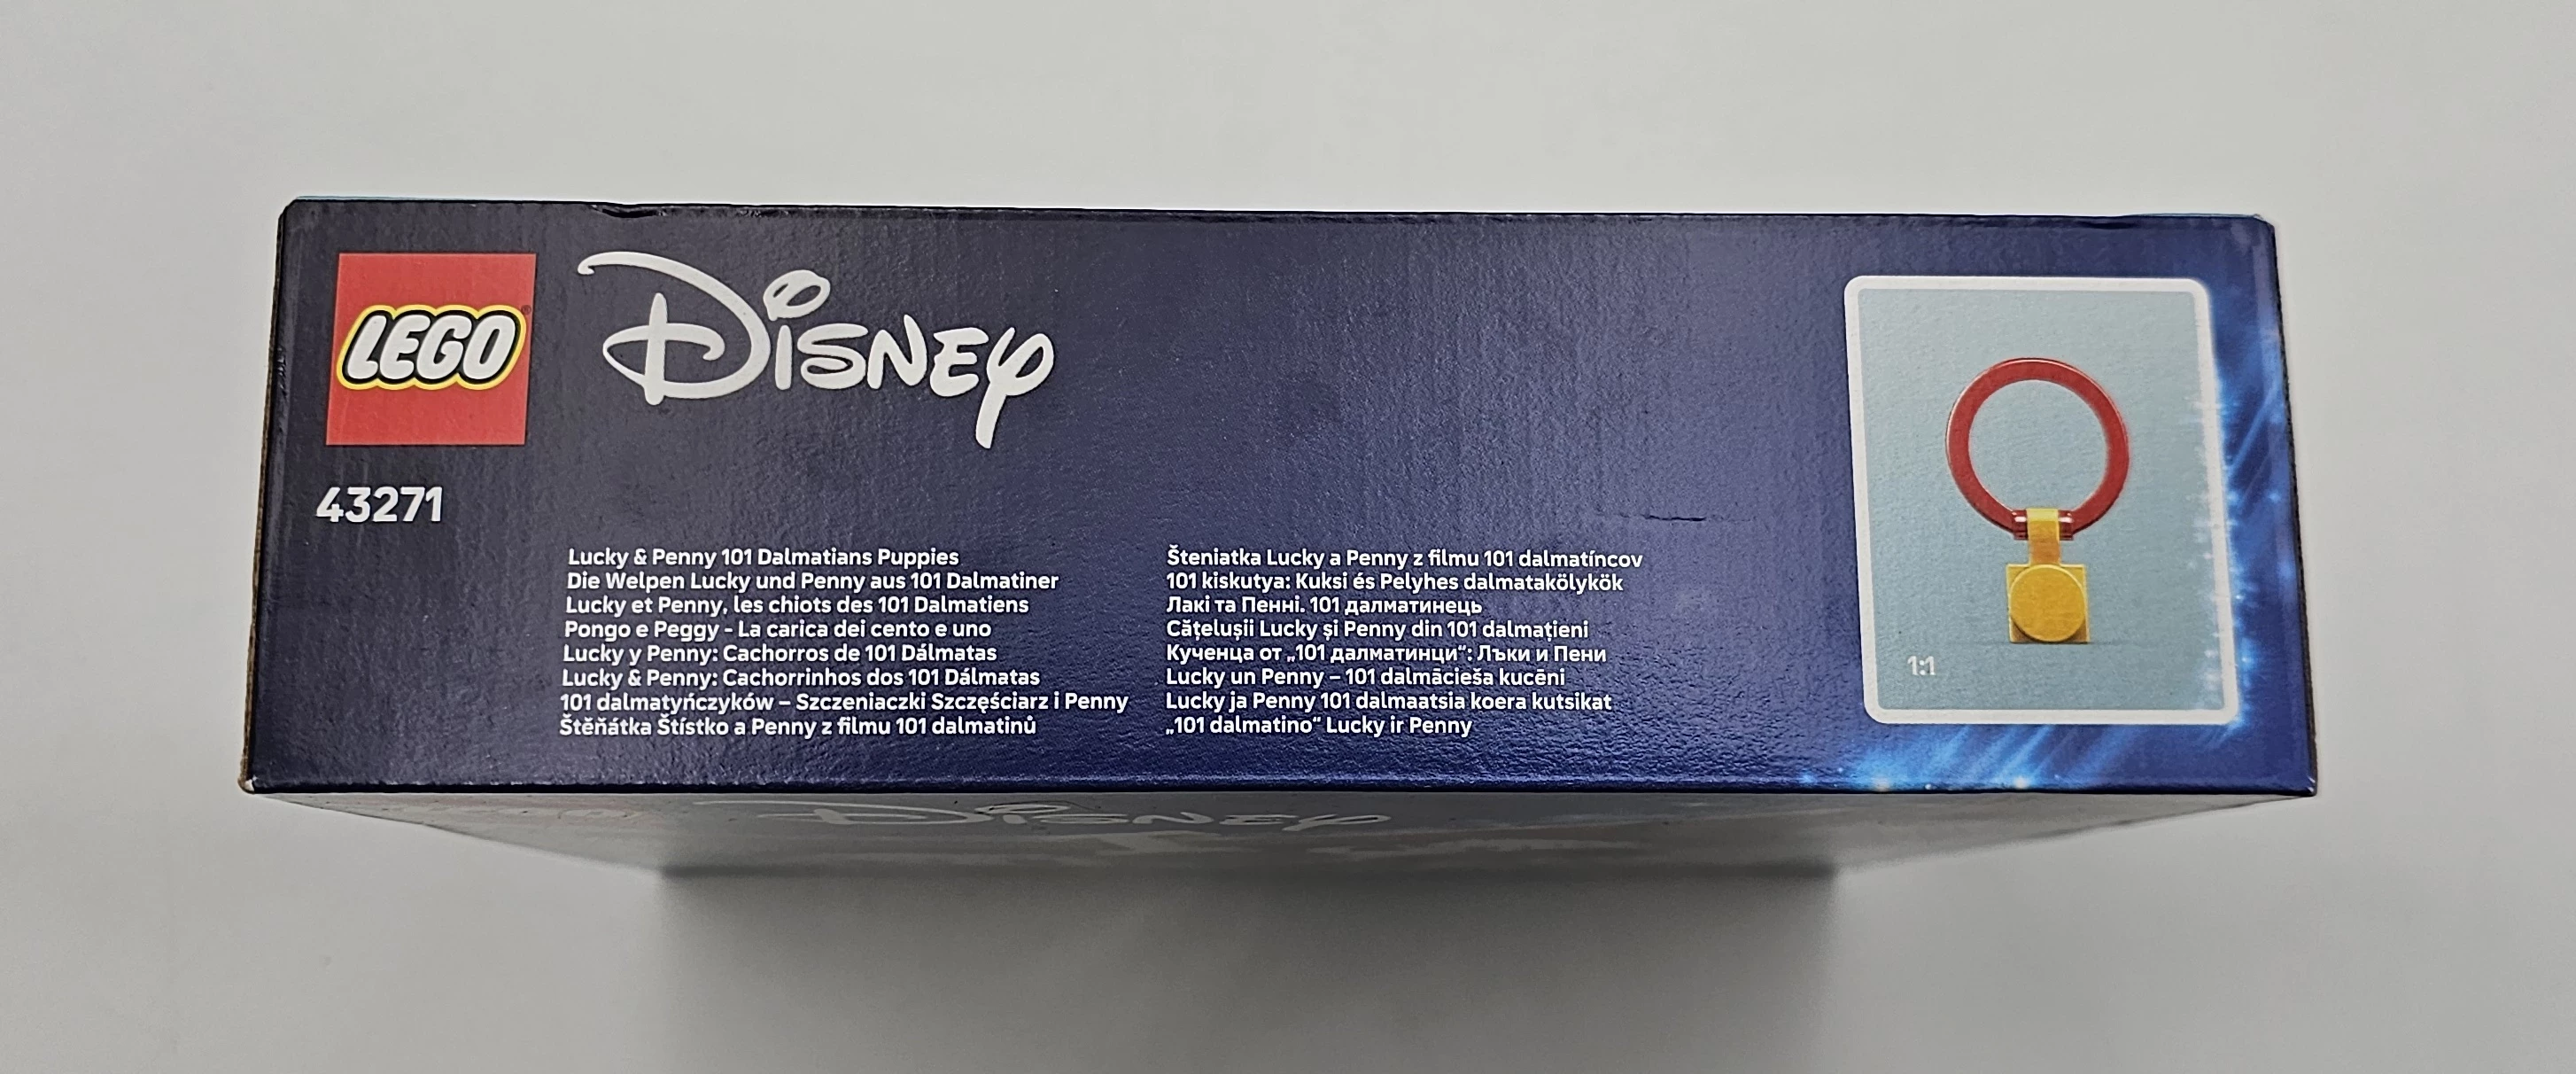 LEGO®
DISNEY
43271
Lucky & Penny 101 Dalmatians Puppies
Die Welpen Lucky und Penny aus 101 Dalmatiner
Lucky et Penny, les chiots des 101 Dalmatiens
Pongo e Peggy - La carica dei cento e uno
Lucky y Penny: Cachorros de 101 Dálmatas
Lucky & Penny: Cachorrinhos dos 101 Dálmatas
101 dalmatyńczyków – Szczeniaczki Szczęściarz i Penny
Štěňátka Štístko a Penny z filmu 101 dalmatinů
Šteniatka Lucky a Penny z filmu 101 dalmatíncov
101 kiskutya: Kuksi és Pelyhes dalmatakölykök
Лакі та Пенні. 101 далматинець
Cățelușii Lucky și Penny din 101 dalmațieni
Кученца от „101 далматинци“: Лъки и Пени
Lucky un Penny – 101 dalmācieša kucēni
Lucky ja Penny 101 dalmaatsia koera kutsikat
„101 dalmatino“ Lucky ir Penny
1:1
DISNEY